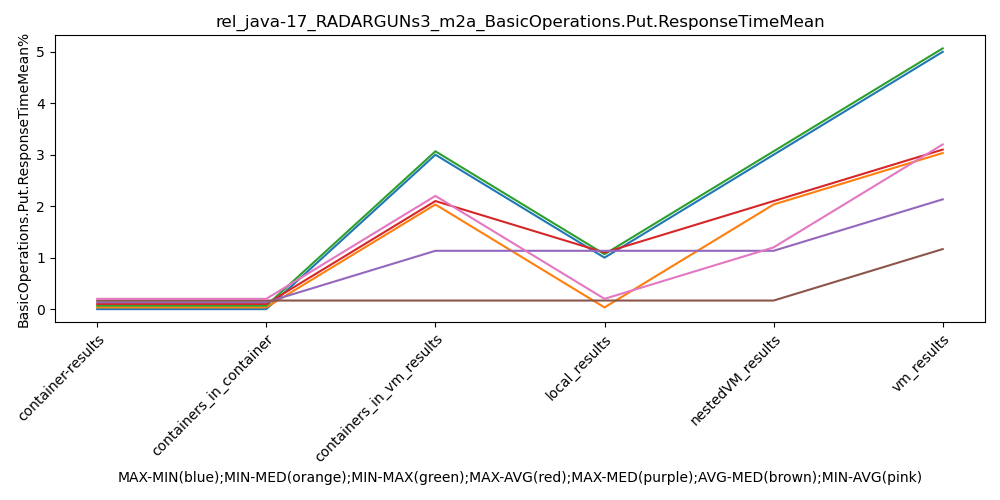 rel_java-17_RADARGUNs3_m2a_BasicOperations.Put.ResponseTimeMean
BasicOperations.Put.ResponseTimeMean%
5
4
3
2
1
0
container-results
containers_in_container
containers_in_vm_results
local_results
nestedVM_results
vm_results
MAX-MIN(blue);MIN-MED(orange);MIN-MAX(green);MAX-AVG(red);MAX-MED(purple);AVG-MED(brown);MIN-AVG(pink)